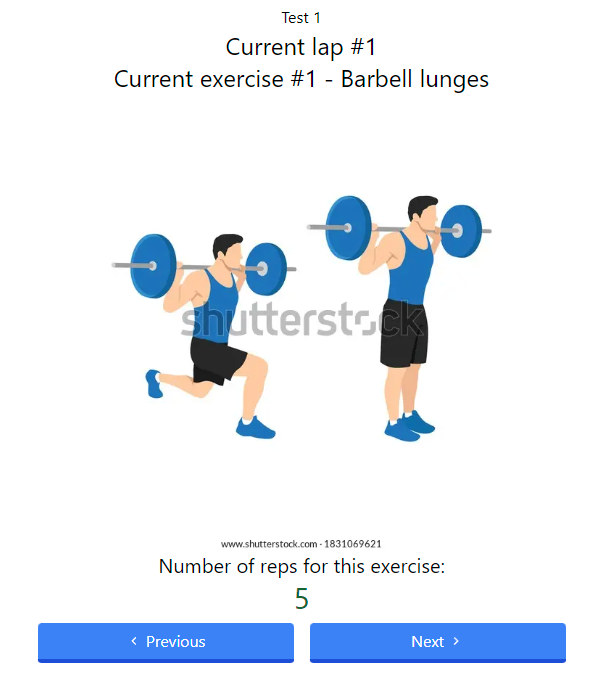 Test 1
Current lap #1
Current exercise #1 - Barbell lunges
shutterstock
www.shutterstock.com · 1831069621
Number of reps for this exercise:
5
‹ Previous
Next ›